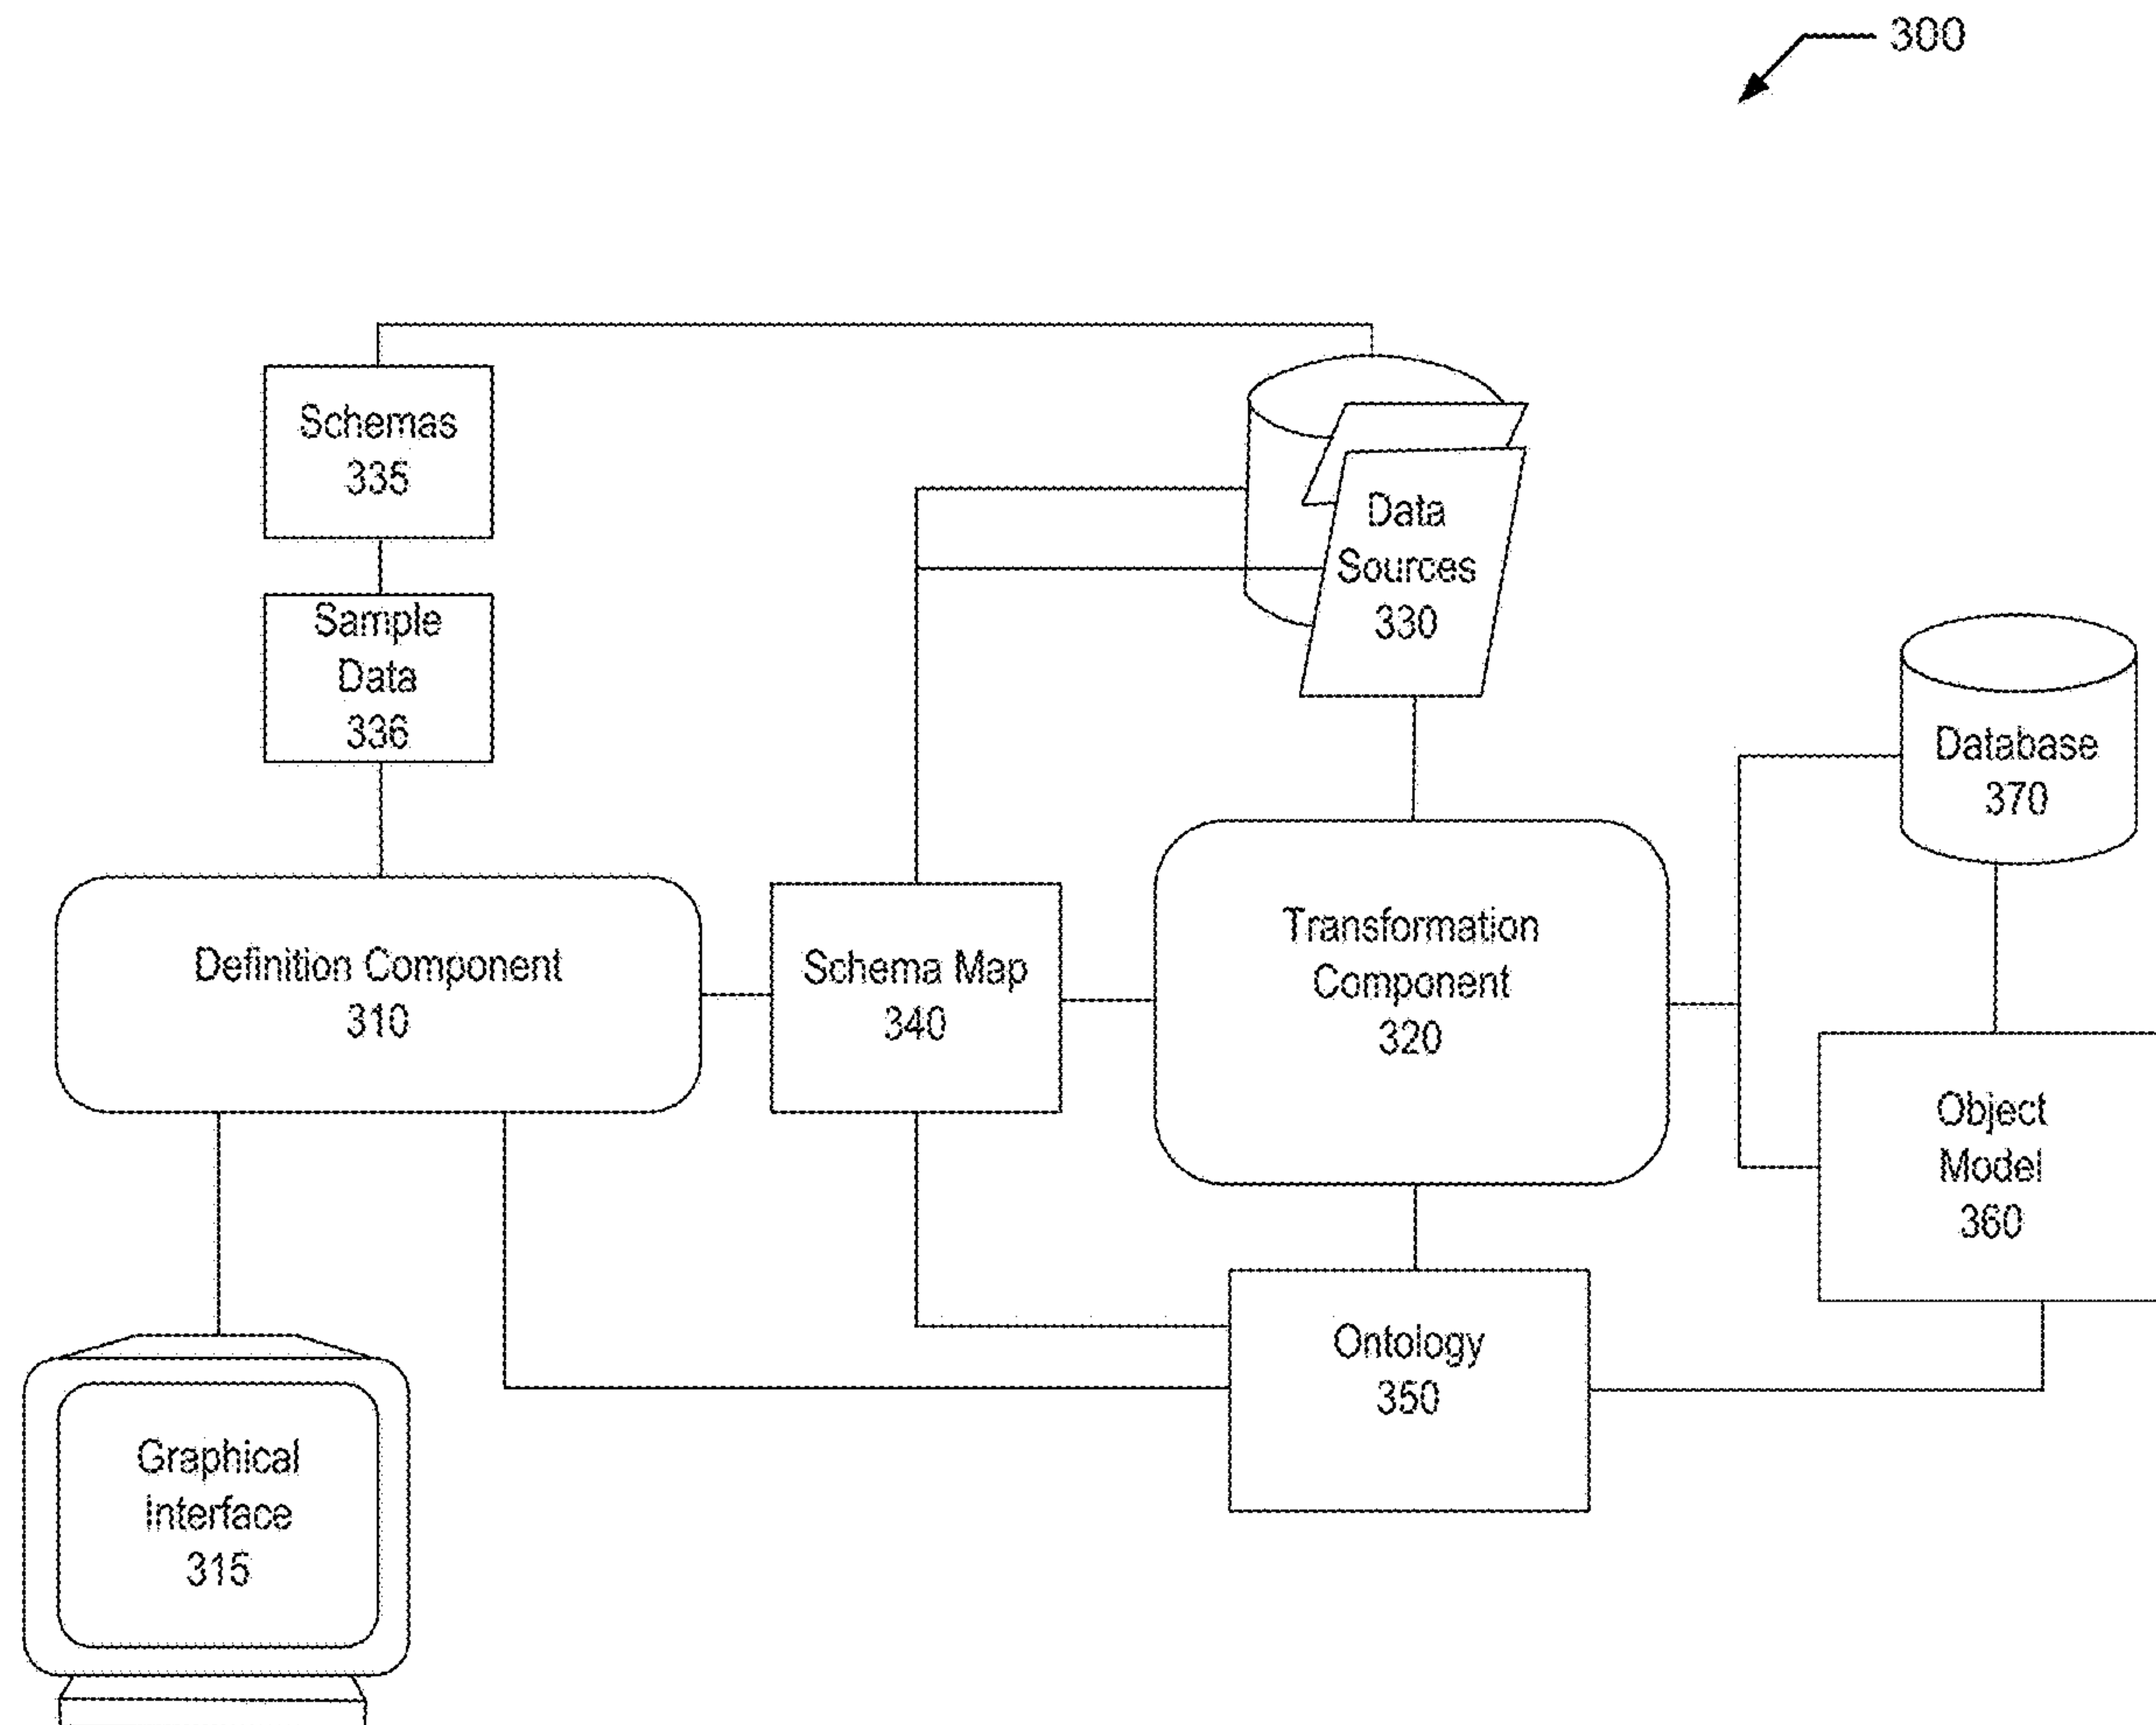 300
Schemas
335
Sample
Data
336
Data
Sources
330
Database
370
Definition Component
310
Schema Map
340
Transformation
Component
320
Object
Model
360
Ontology
350
Graphical
Interface
315